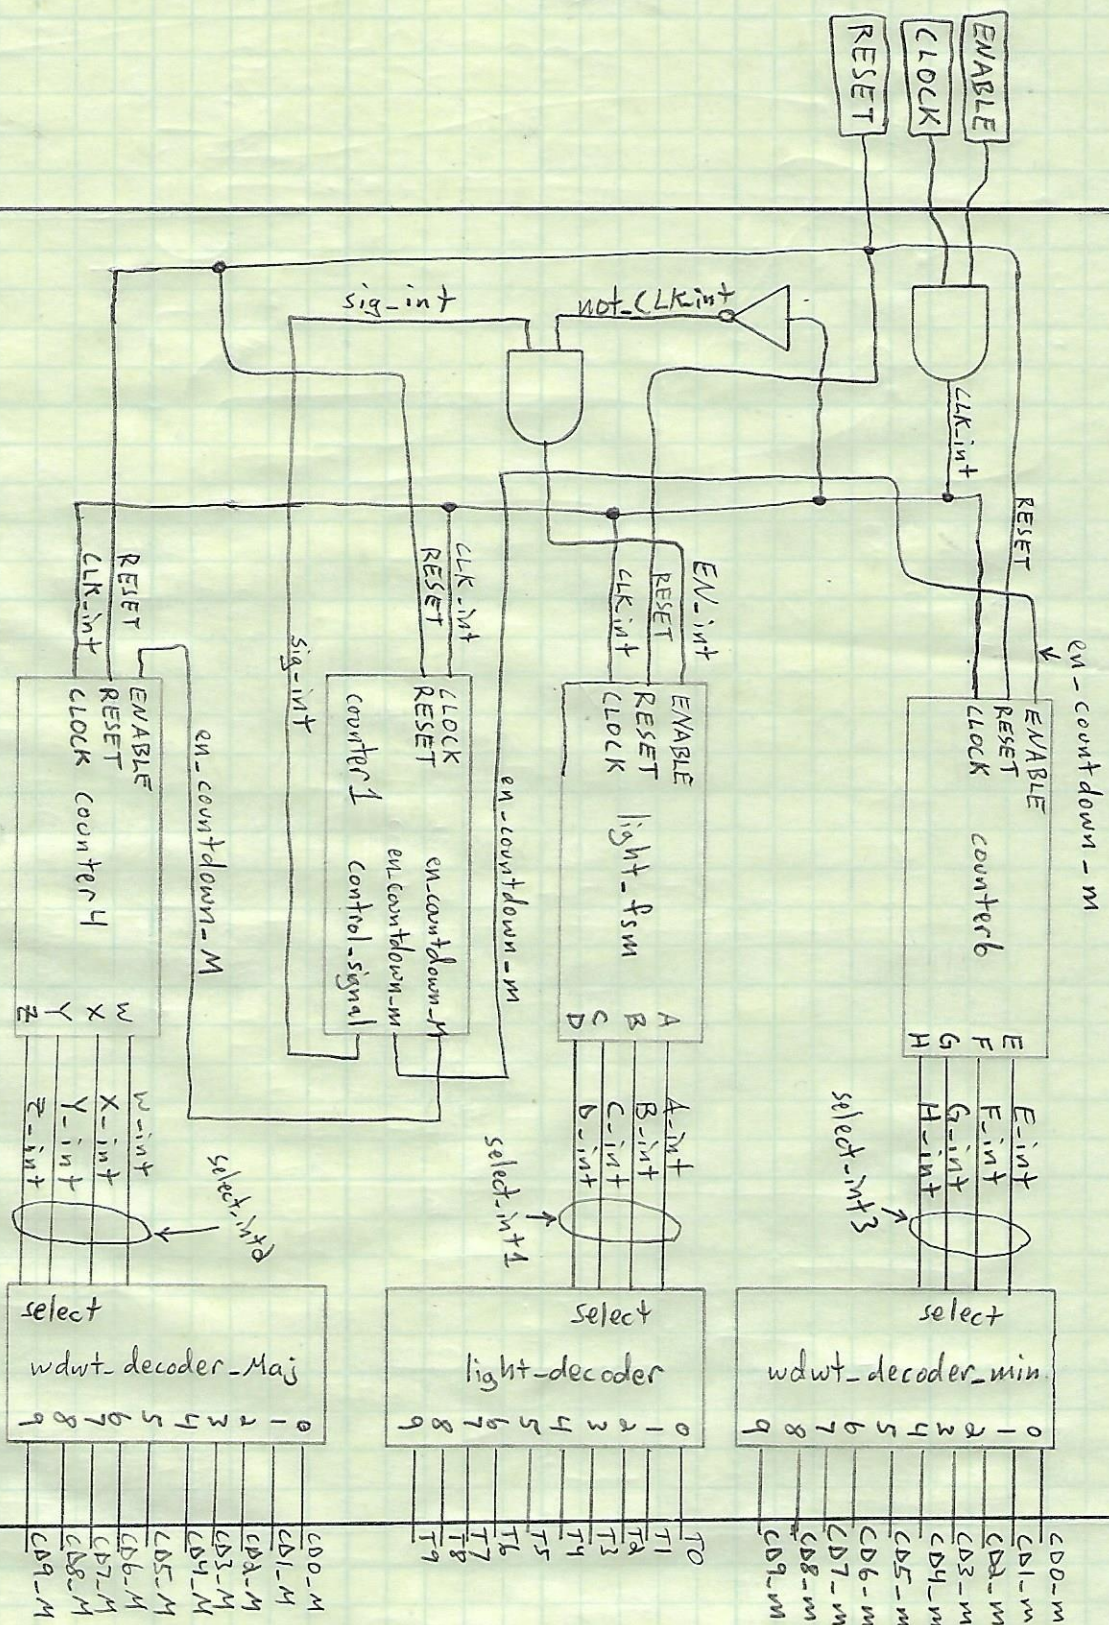 ENABLE
CLOCK
RESET
CLK_int
RESET
en_countdown_m
not_CLK_int
sig_int
ENABLE
RESET
CLOCK
counter6
E
F
G
H
E_int
F_int
G_int
H_int
select_int3
select
wdwt_decoder_min
0
1
2
3
4
5
6
7
8
9
CD0_m
CD1_m
CD2_m
CD3_m
CD4_m
CD5_m
CD6_m
CD7_m
CD8_m
CD9_m
EN_int
RESET
CLK_int
ENABLE
RESET
CLOCK
light_fsm
A
B
C
D
A_int
B_int
C_int
D_int
select_int1
select
light_decoder
0
1
2
3
4
5
6
7
8
9
T0
T1
T2
T3
T4
T5
T6
T7
T8
T9
en_countdown_m
CLK_int
RESET
CLOCK
RESET
counter1
en_countdown_M
en_countdown_m
control_signal
sig_int
en_countdown_M
RESET
CLK_int
ENABLE
RESET
CLOCK
counter4
W
X
Y
Z
W_int
X_int
Y_int
Z_int
select_int2
select
wdwt_decoder_Maj
0
1
2
3
4
5
6
7
8
9
CD0_M
CD1_M
CD2_M
CD3_M
CD4_M
CD5_M
CD6_M
CD7_M
CD8_M
CD9_M